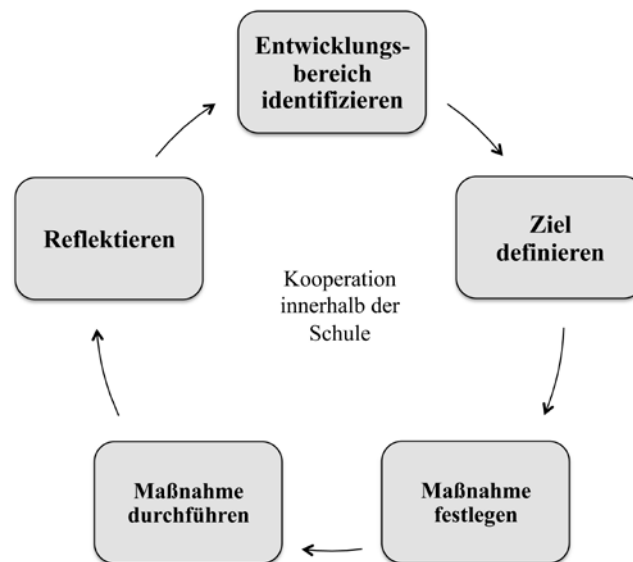 Entwicklungs-
bereich
identifizieren
Ziel
definieren
Maßnahme
festlegen
Maßnahme
durchführen
Reflektieren
Kooperation
innerhalb der
Schule